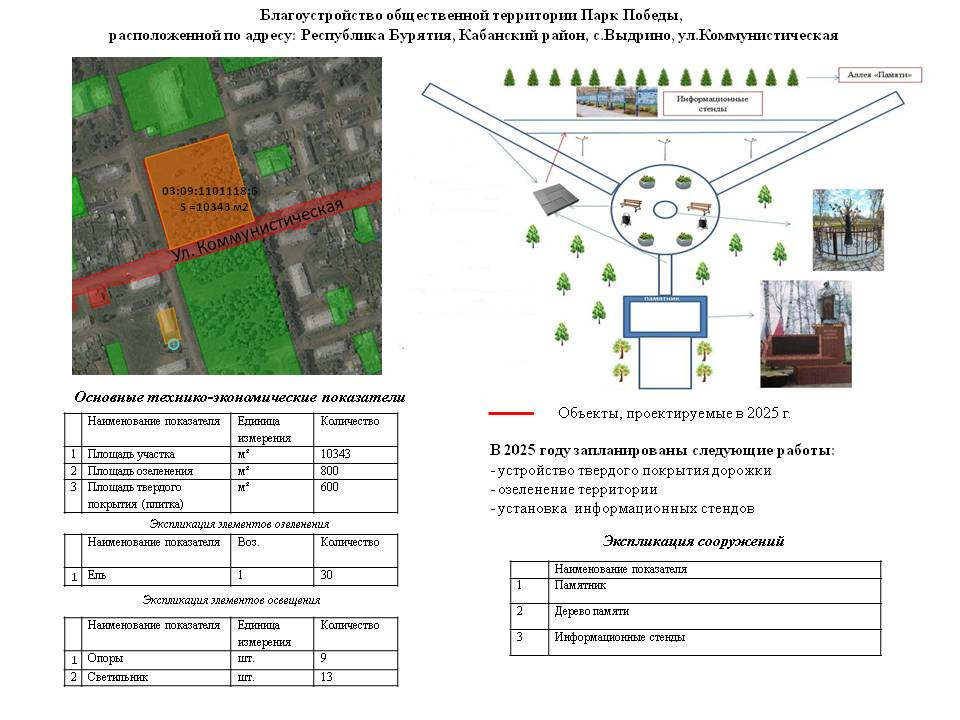 Благоустройство общественной территории Парк Победы,
расположенной по адресу: Республика Бурятия, Кабанский район, с.Выдрино, ул.Коммунистическая
03:09:1101118:6
S =10343 м2
Ул. Коммунистическая
Аллея «Памяти»
Информационные
стенды
памятник
Основные технико-экономические показатели
Наименование показателя Единица измерения Количество
1 Площадь участка м² 10343
2 Площадь озеленения м² 800
3 Площадь твердого покрытия (плитка) м² 600
Экспликация элементов озеленения
Наименование показателя Воз. Количество
1 Ель 1 30
Экспликация элементов освещения
Наименование показателя Единица измерения Количество
1 Опоры шт. 9
2 Светильник шт. 13
Объекты, проектируемые в 2025 г.
В 2025 году запланированы следующие работы:
- устройство твердого покрытия дорожки
- озеленение территории
- установка информационных стендов
Экспликация сооружений
Наименование показателя
1 Памятник
2 Дерево памяти
3 Информационные стенды